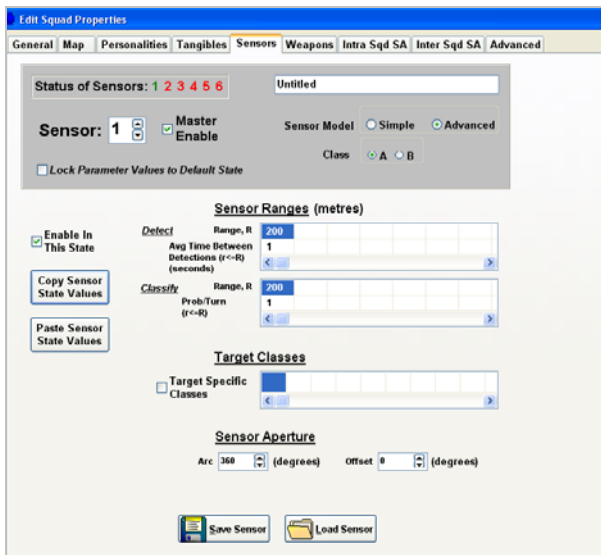 Edit Squad Properties
General Map Personalities Tangibles Sensors Weapons Intra Sqd SA Inter Sqd SA Advanced
Status of Sensors: 1 2 3 4 5 6
Untitled
Sensor: 1
Master Enable
Sensor Model Simple Advanced
Class A B
Lock Parameter Values to Default State
Sensor Ranges (metres)
Enable In This State
Detect Range, R 200
Avg Time Between Detections (r<=R) (seconds) 1
Copy Sensor State Values
Classify Range, R 200
Prob/Turn (r<=R) 1
Paste Sensor State Values
Target Classes
Target Specific Classes
Sensor Aperture
Arc 360 (degrees) Offset 0 (degrees)
Save Sensor Load Sensor